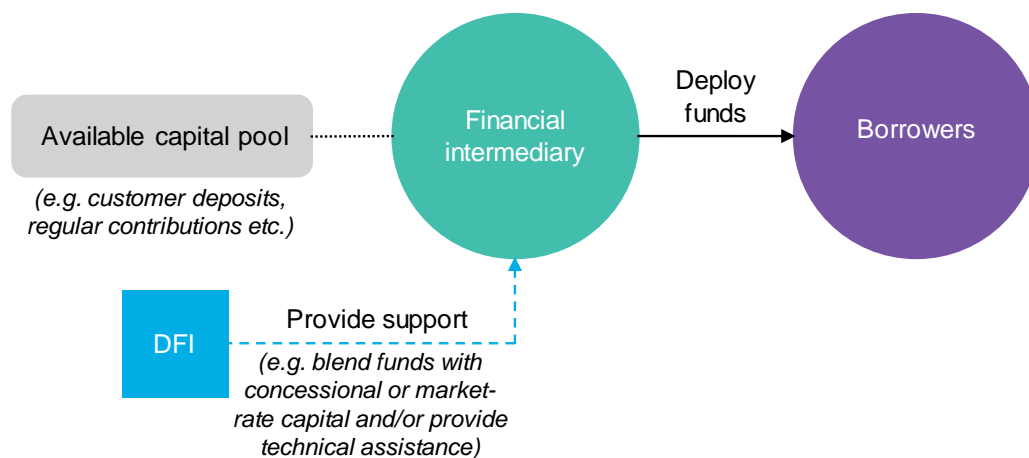 Available capital pool
(e.g. customer deposits,
regular contributions etc.)
Financial
intermediary
Deploy
funds
Borrowers
DFI
Provide support
(e.g. blend funds with
concessional or market-
rate capital and/or provide
technical assistance)